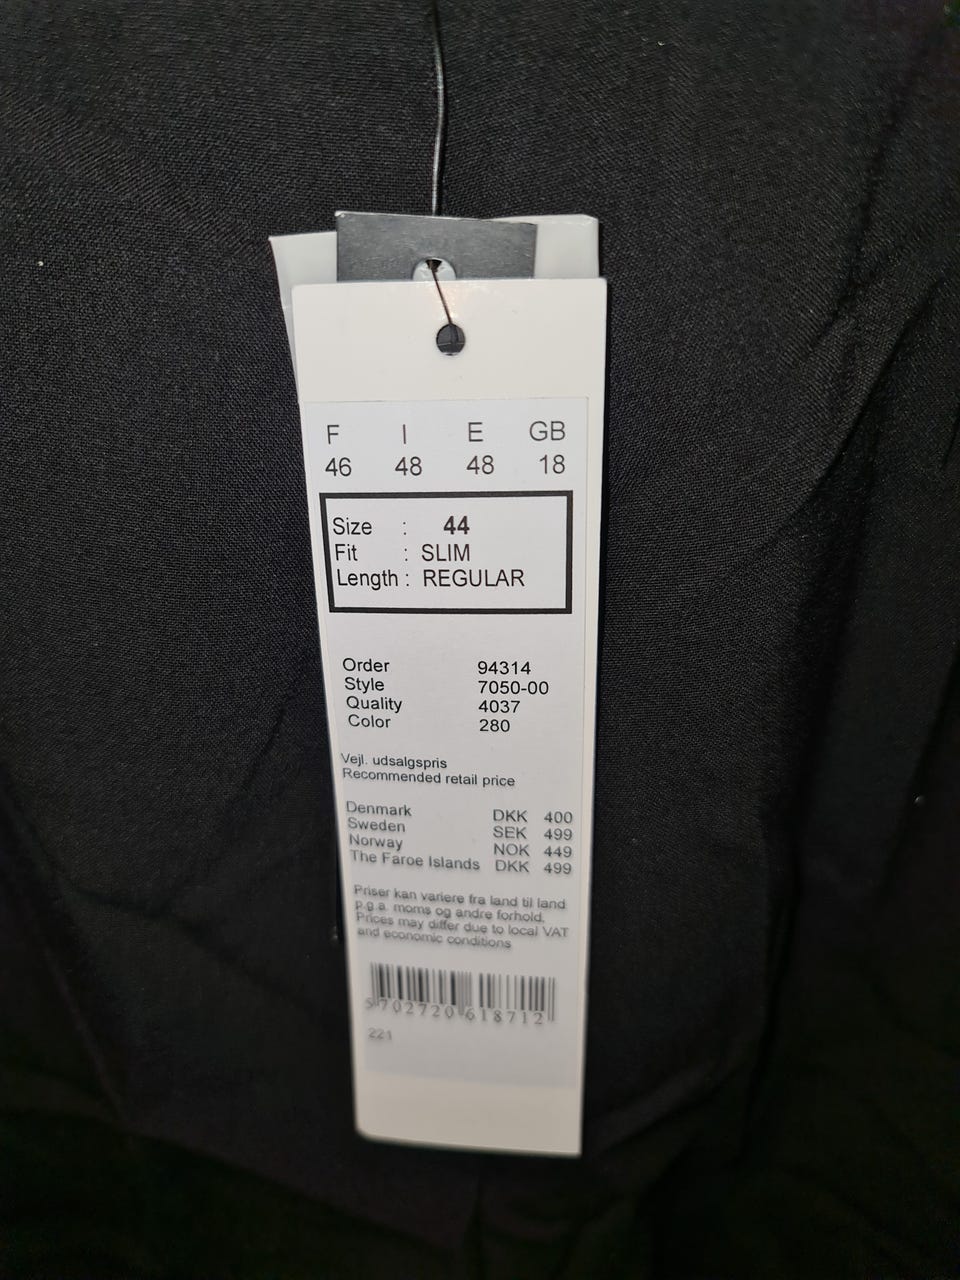 F I E GB
46 48 48 18
Size : 44
Fit : SLIM
Length : REGULAR
Order 94314
Style 7050-00
Quality 4037
Color 280
Vejl. udsalgspris
Recommended retail price
Denmark DKK 400
Sweden SEK 499
Norway NOK 449
The Faroe Islands DKK 499
Priser kan variere fra land til land
p.g.a. moms og andre forhold.
Prices may differ due to local VAT
and economic conditions
5 702720 618712
221